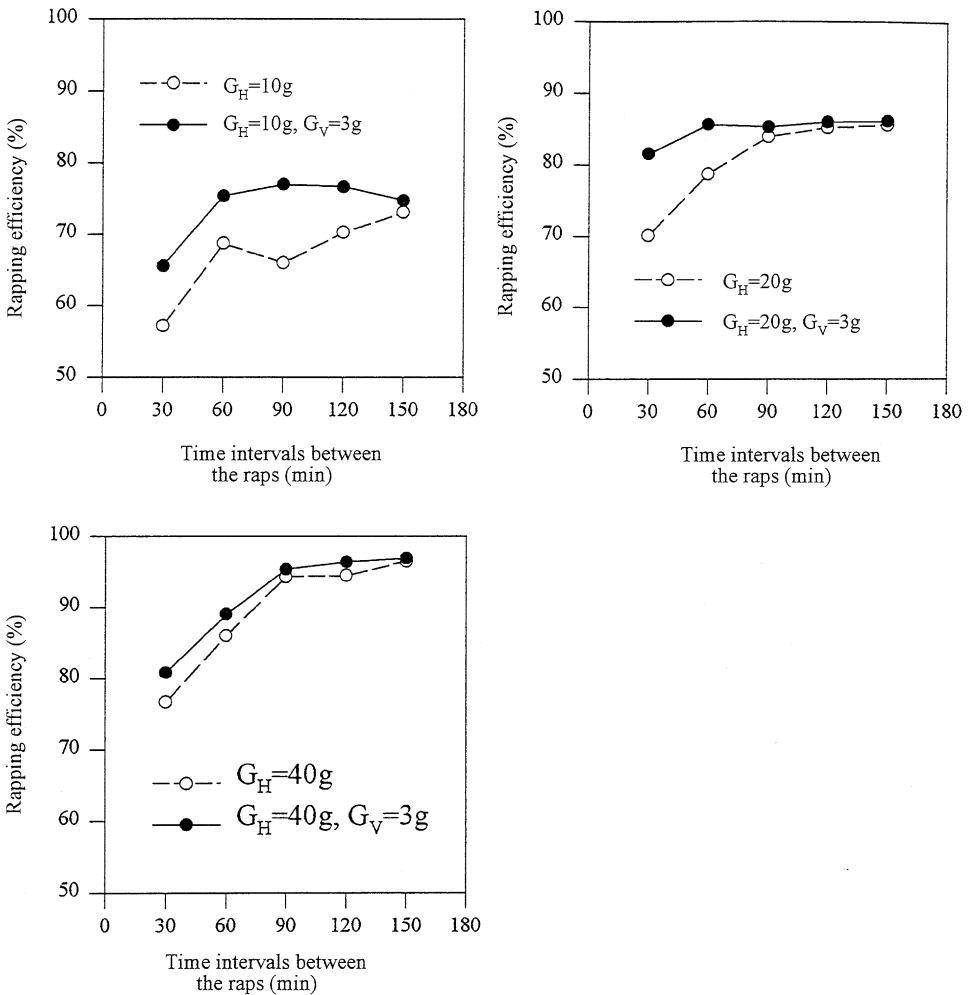 100
90
80
70
60
50
Rapping efficiency (%)
G_H=10g
G_H=10g, G_V=3g
0 30 60 90 120 150 180
Time intervals between
the raps (min)
100
90
80
70
60
50
Rapping efficiency (%)
G_H=20g
G_H=20g, G_V=3g
0 30 60 90 120 150 180
Time intervals between
the raps (min)
100
90
80
70
60
50
Rapping efficiency (%)
G_H=40g
G_H=40g, G_V=3g
0 30 60 90 120 150 180
Time intervals between
the raps (min)